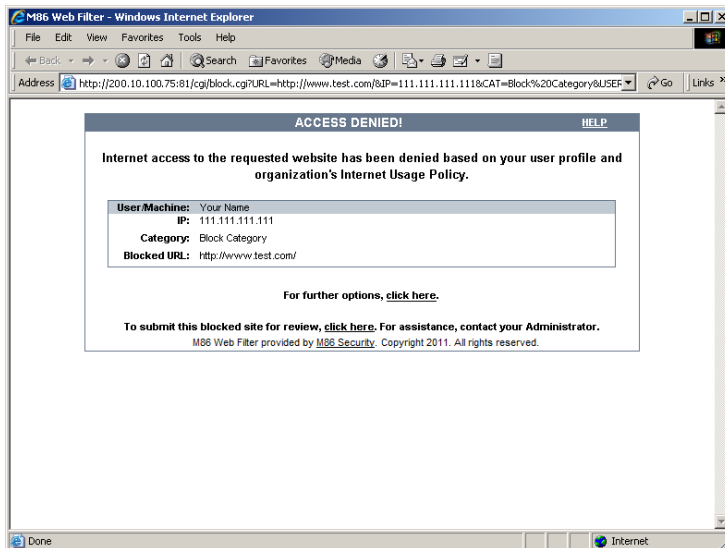 M86 Web Filter - Windows Internet Explorer
File Edit View Favorites Tools Help
Back Search Favorites Media
Address http://200.10.100.75:81/cgi/block.cgi?URL=http://www.test.com/&IP=111.111.111.111&CAT=Block%20Category&USER Go Links »
ACCESS DENIED! HELP
Internet access to the requested website has been denied based on your user profile and
organization's Internet Usage Policy.
User/Machine: Your Name
IP: 111.111.111.111
Category: Block Category
Blocked URL: http://www.test.com/
For further options, click here.
To submit this blocked site for review, click here. For assistance, contact your Administrator.
M86 Web Filter provided by M86 Security. Copyright 2011. All rights reserved.
Done Internet